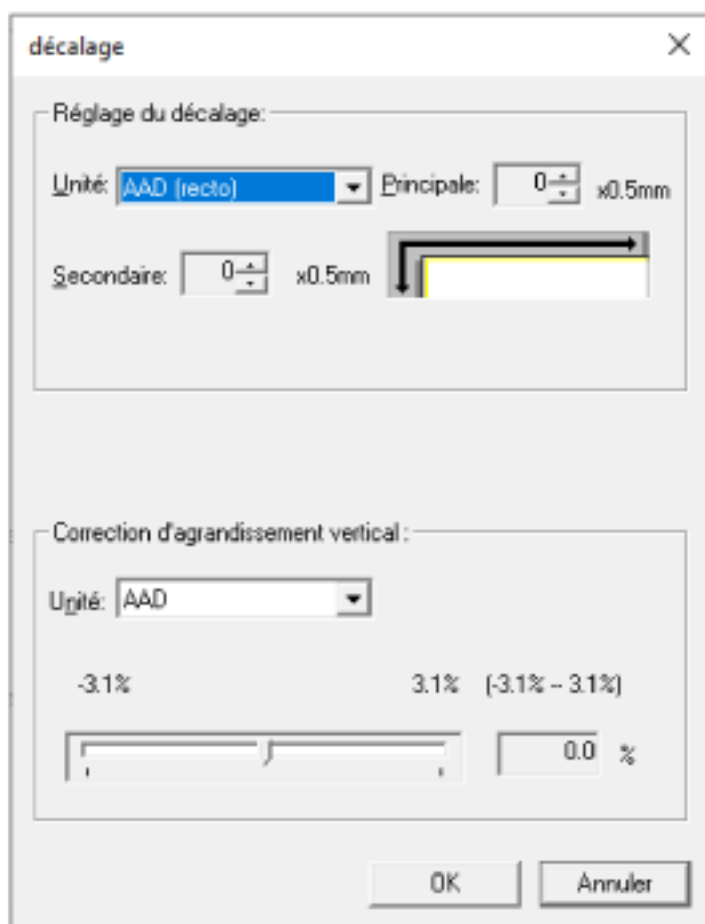 décalage
Réglage du décalage:
Unité: AAD (recto) Principale: 0 x0.5mm
Secondaire: 0 x0.5mm
Correction d'agrandissement vertical :
Unité: AAD
-3.1% 3.1% (-3.1% -- 3.1%)
0.0 %
OK Annuler